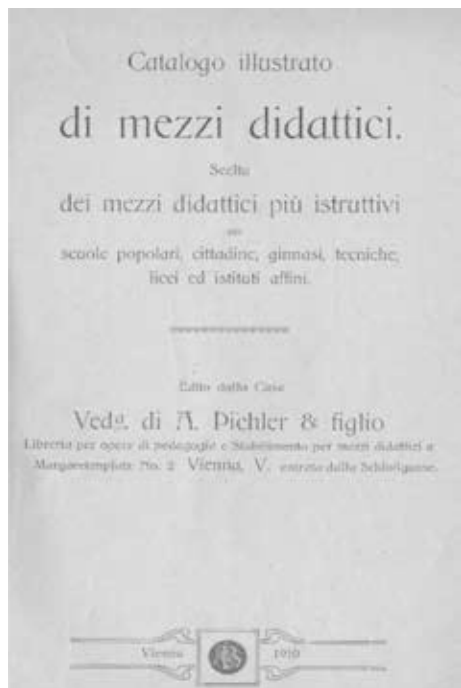 Catalogo illustrato
di mezzi didattici.
Scelta
dei mezzi didattici più istruttivi
per
scuole popolari, cittadine, ginnasi, tecniche,
licei ed istituti affini.
Edito dalla Casa
Vedª. di A. Pichler & figlio
Libreria per opere di pedagogia e Stabilimento per mezzi didattici a
Margaretenplatz No. 2 Vienna, V. entrata dalla
Vienna 1910